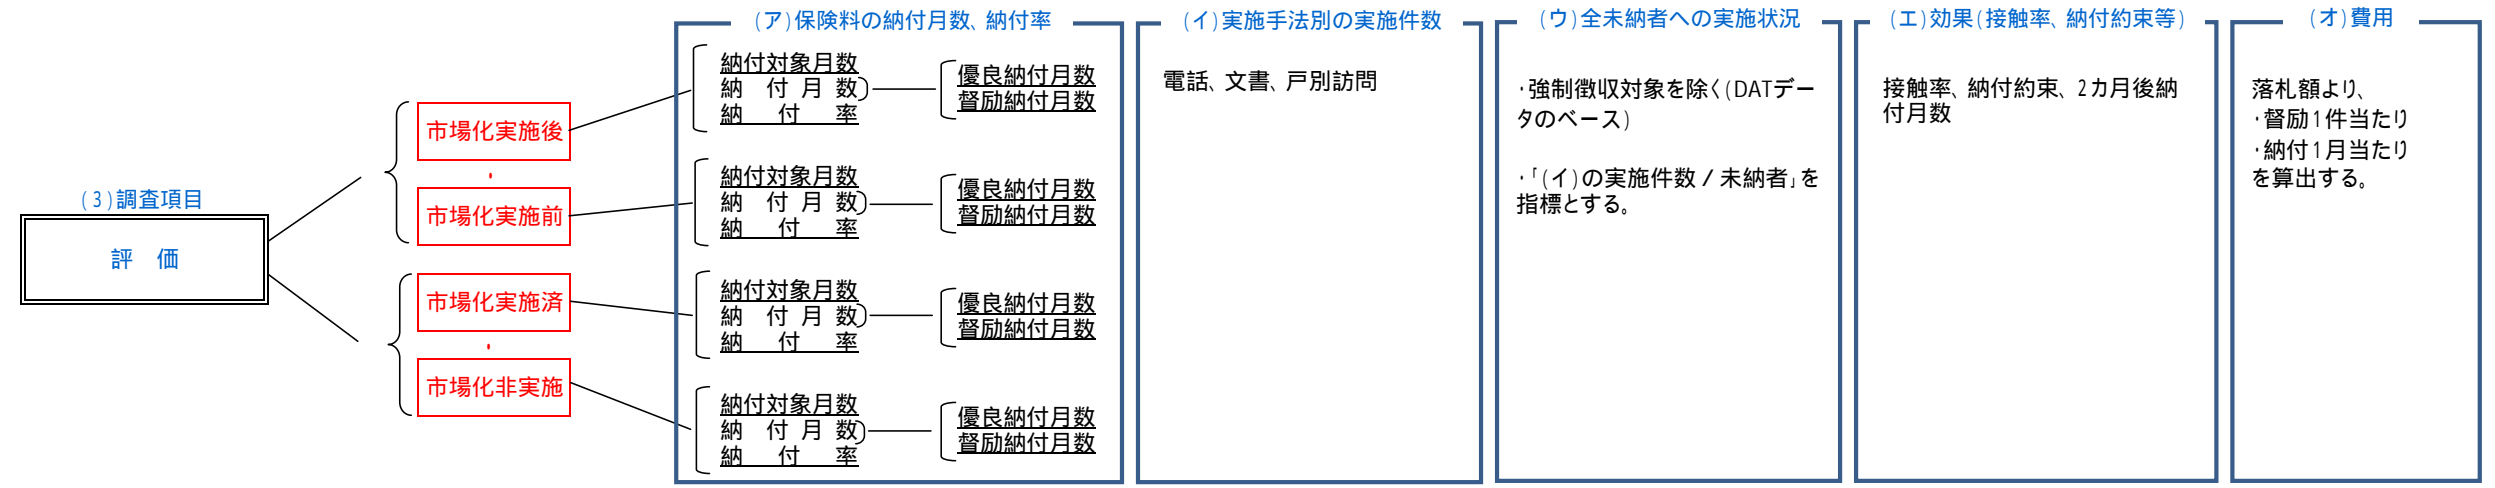 (3)調査項目
評　価
市場化実施後
・
市場化実施前
市場化実施済
・
市場化非実施
(ア)保険料の納付月数、納付率
納付対象月数
納　付　月　数
納　付　率
優良納付月数
督励納付月数
納付対象月数
納　付　月　数
納　付　率
優良納付月数
督励納付月数
納付対象月数
納　付　月　数
納　付　率
優良納付月数
督励納付月数
納付対象月数
納　付　月　数
納　付　率
優良納付月数
督励納付月数
(イ)実施手法別の実施件数
電話、文書、戸別訪問
(ウ)全未納者への実施状況
・強制徴収対象を除く(DATデー
タのベース)
・「(イ)の実施件数/未納者」を
指標とする。
(エ)効果(接触率、納付約束等)
接触率、納付約束、2カ月後納
付月数
(オ)費用
落札額より、
・督励1件当たり
・納付1月当たり
を算出する。